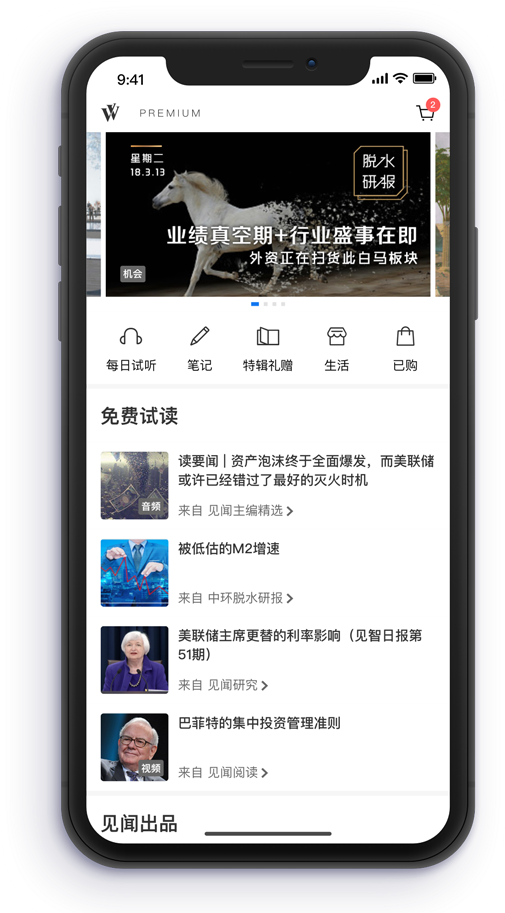 9:41
PREMIUM
2
星期二
18.3.13
脱水
研报
业绩真空期+行业盛事在即
外资正在扫货此白马板块
机会
每日试听
笔记
特辑礼赠
生活
已购
免费试读
读要闻 | 资产泡沫终于全面爆发，而美联储
或许已经错过了最好的灭火时机
音频
来自 见闻主编精选
被低估的M2增速
来自 中环脱水研报
美联储主席更替的利率影响（见智日报第
51期）
来自 见闻研究
巴菲特的集中投资管理准则
视频
来自 见闻阅读
见闻出品